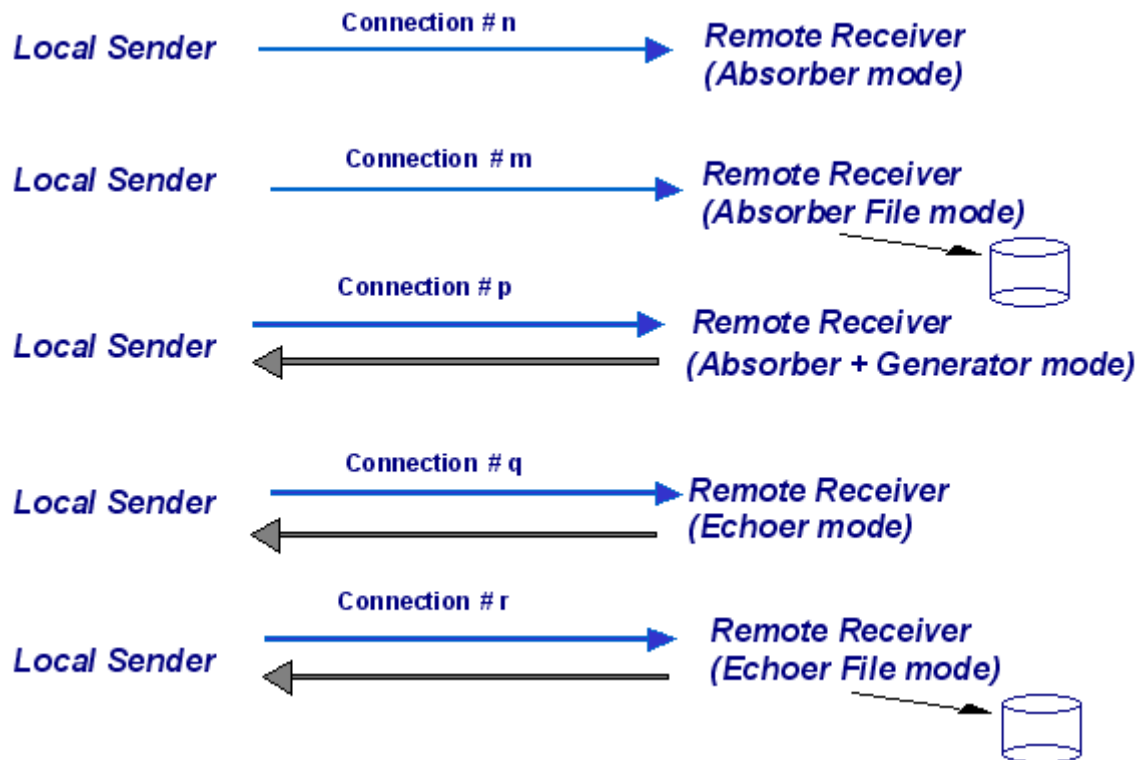 Connection # n
Local Sender
Remote Receiver
(Absorber mode)
Connection # m
Local Sender
Remote Receiver
(Absorber File mode)
Connection # p
Local Sender
Remote Receiver
(Absorber + Generator mode)
Connection # q
Local Sender
Remote Receiver
(Echoer mode)
Connection # r
Local Sender
Remote Receiver
(Echoer File mode)